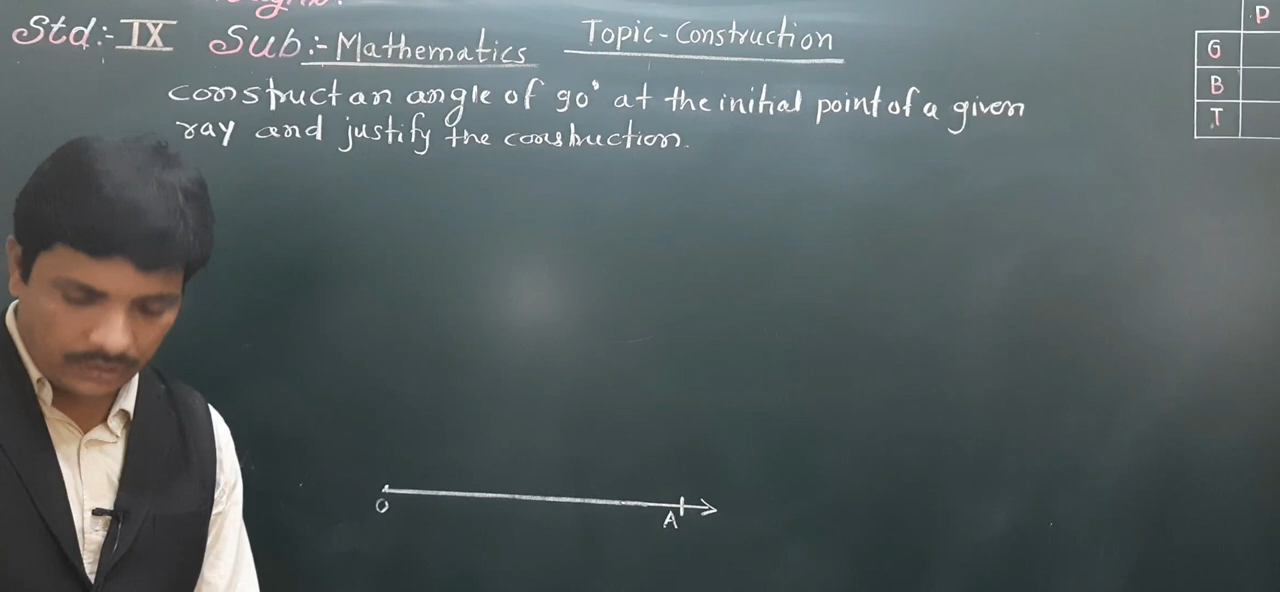 Std:- IX Sub:- Mathematics Topic - Construction
construct an angle of 90° at the initial point of a given
ray and justify the construction.
P
G
B
T
O A